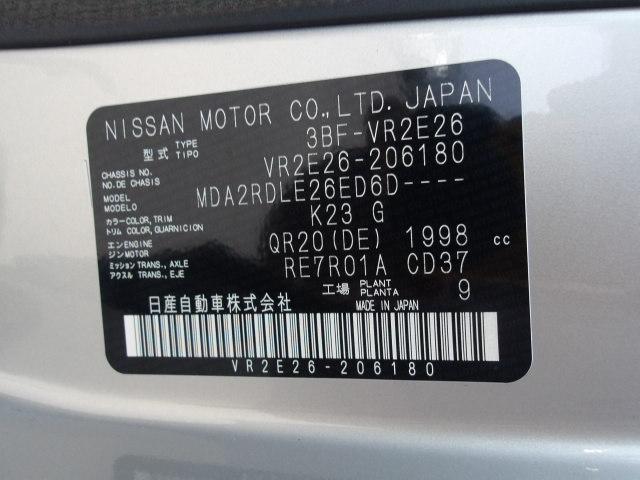 NISSAN MOTOR CO.,LTD. JAPAN
型式 TYPE TIPO 3BF-VR2E26
CHASSIS NO. NO.DE CHASIS VR2E26-206180
MODEL MODELO MDA2RDLE26ED6D----
カラー COLOR, TRIM トリム COLOR, GUARNICION K23 G
エンジン ENGINE MOTOR QR20(DE) 1998 cc
ミッション TRANS., AXLE アクスル TRANS., EJE RE7R01A CD37
工場 PLANT PLANTA 9
日産自動車株式会社 MADE IN JAPAN
VR2E26-206180